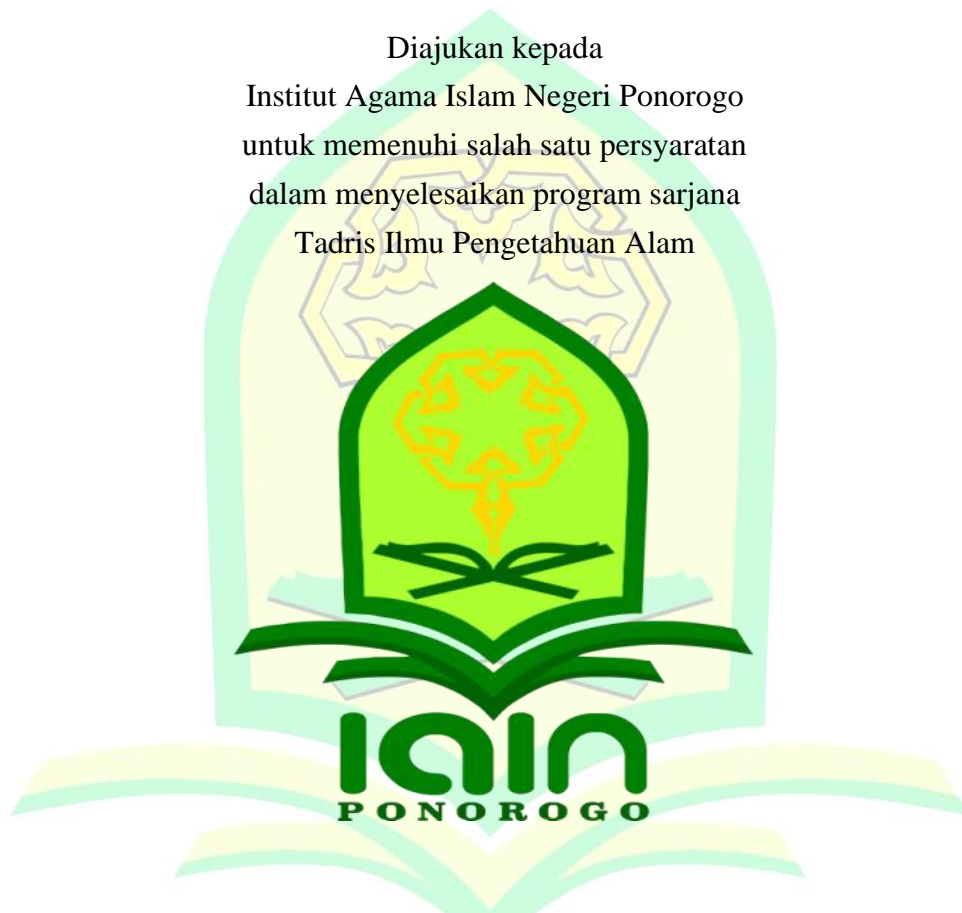 Diajukan kepada
Institut Agama Islam Negeri Ponorogo
untuk memenuhi salah satu persyaratan
dalam menyelesaikan program sarjana
Tadris Ilmu Pengetahuan Alam
iain
PONOROGO